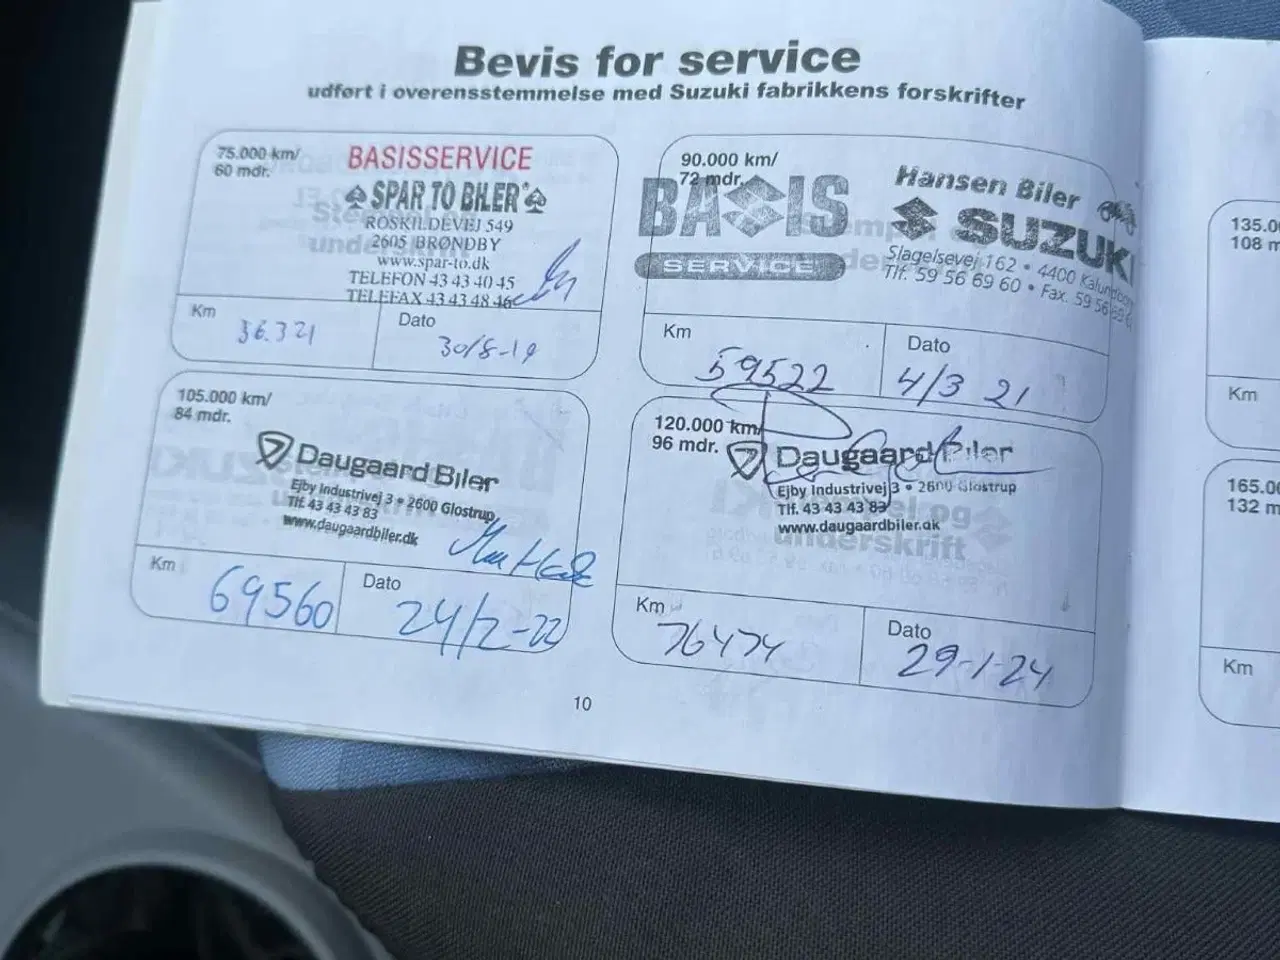 Bevis for service
udført i overensstemmelse med Suzuki fabrikkens forskrifter
75.000 km/
60 mdr.
BASISSERVICE
SPAR TO BILER
ROSKILDEVEJ 549
2605 BRØNDBY
www.spar-to.dk
TELEFON 43 43 40 45
TELEFAX 43 43 48 46
Km
36.321
Dato
30/8-19
90.000 km/
72 mdr.
BASIS
SERVICE
Hansen Biler
SUZUKI
Slagelsevej 162 • 4400 Kalundborg
Tlf. 59 56 69 60 • Fax. 59 56
Km
59522
Dato
4/3 21
105.000 km/
84 mdr.
Daugaard Biler
Ejby Industrivej 3 • 2600 Glostrup
Tlf. 43 43 43 83
www.daugaardbiler.dk
Km
69560
Dato
24/2-22
120.000 km/
96 mdr.
Daugaard Biler
Ejby Industrivej 3 • 2600 Glostrup
Tlf. 43 43 43 83
www.daugaardbiler.dk
Km
76474
Dato
29-1-24
10
135.0
108 m
Km
165.0
132 m
Km